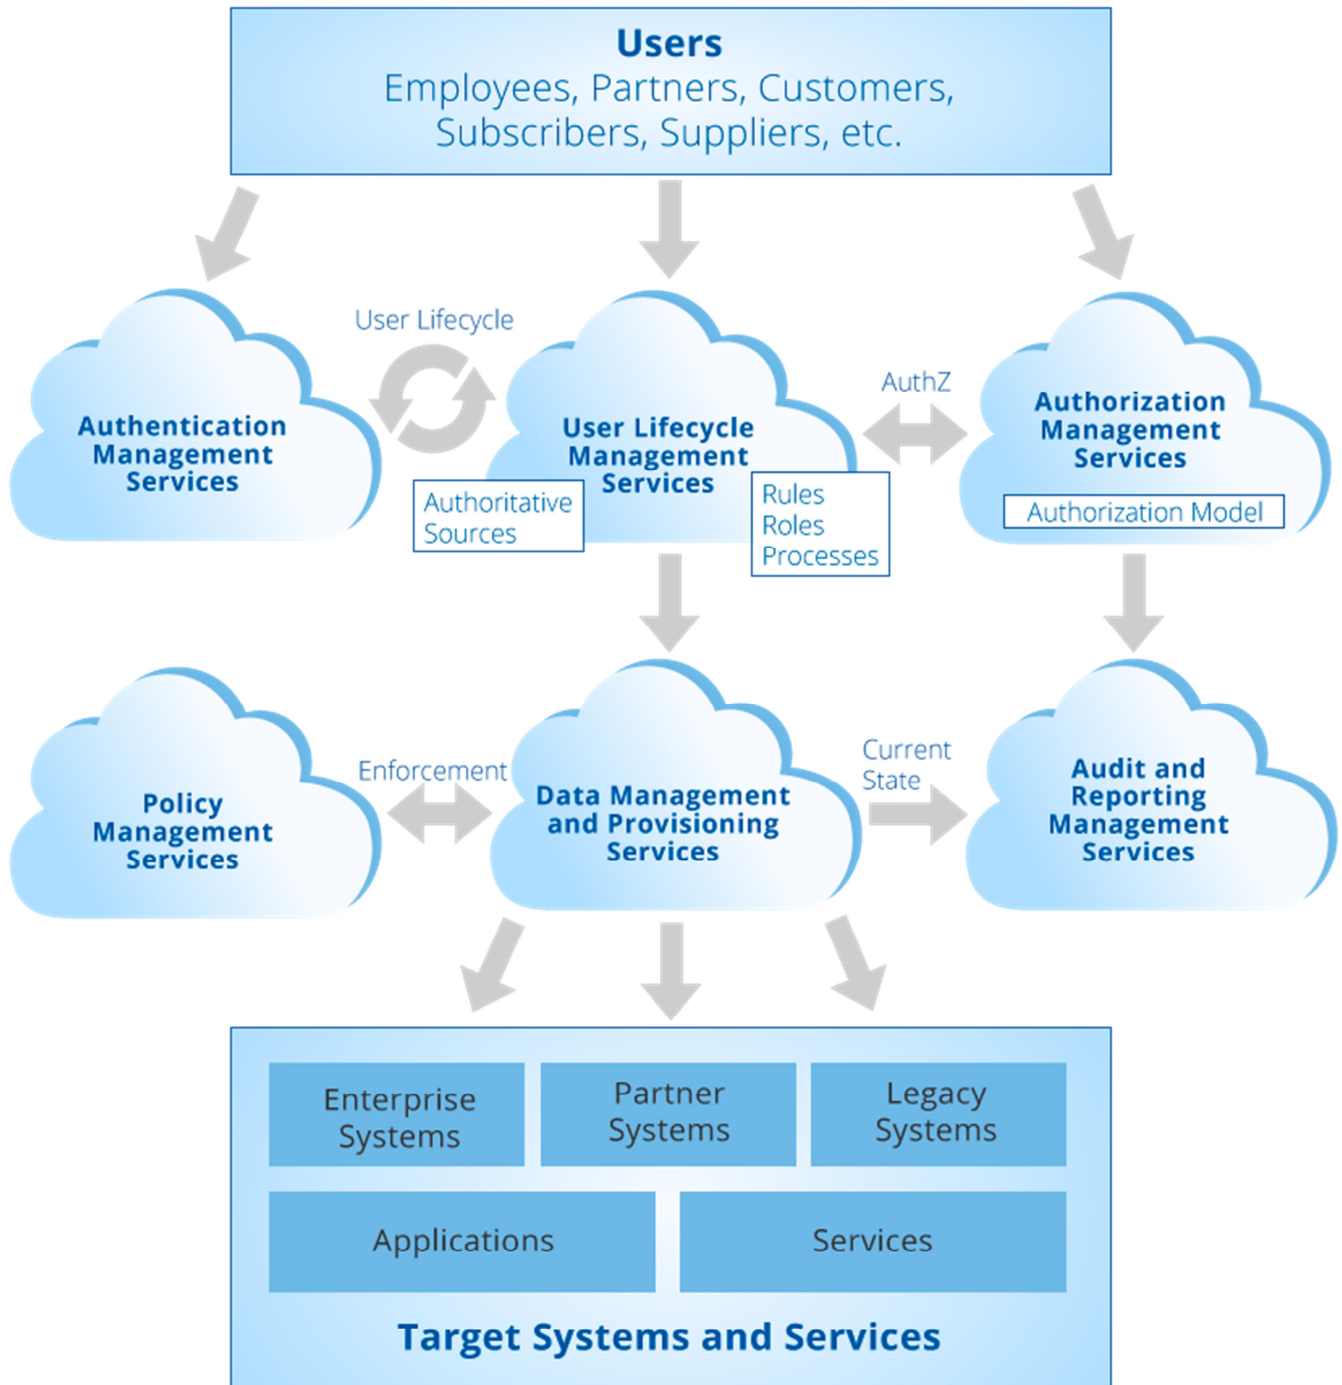 Users
Employees, Partners, Customers,
Subscribers, Suppliers, etc.
User Lifecycle
Authentication
Management
Services
User Lifecycle
Management
Services
Authoritative
Sources
Rules
Roles
Processes
AuthZ
Authorization
Management
Services
Authorization Model
Policy
Management
Services
Enforcement
Data Management
and Provisioning
Services
Current
State
Audit and
Reporting
Management
Services
Enterprise
Systems
Partner
Systems
Legacy
Systems
Applications
Services
Target Systems and Services